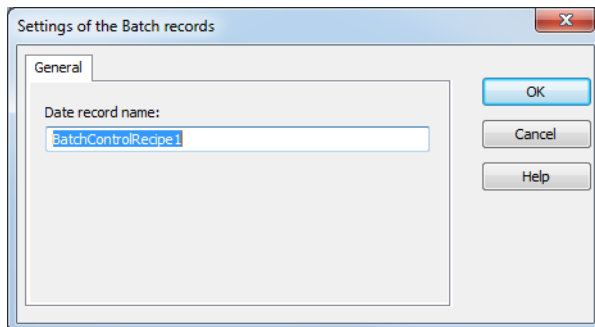 Settings of the Batch records
General
Date record name:
BatchControlRecipe1
OK
Cancel
Help